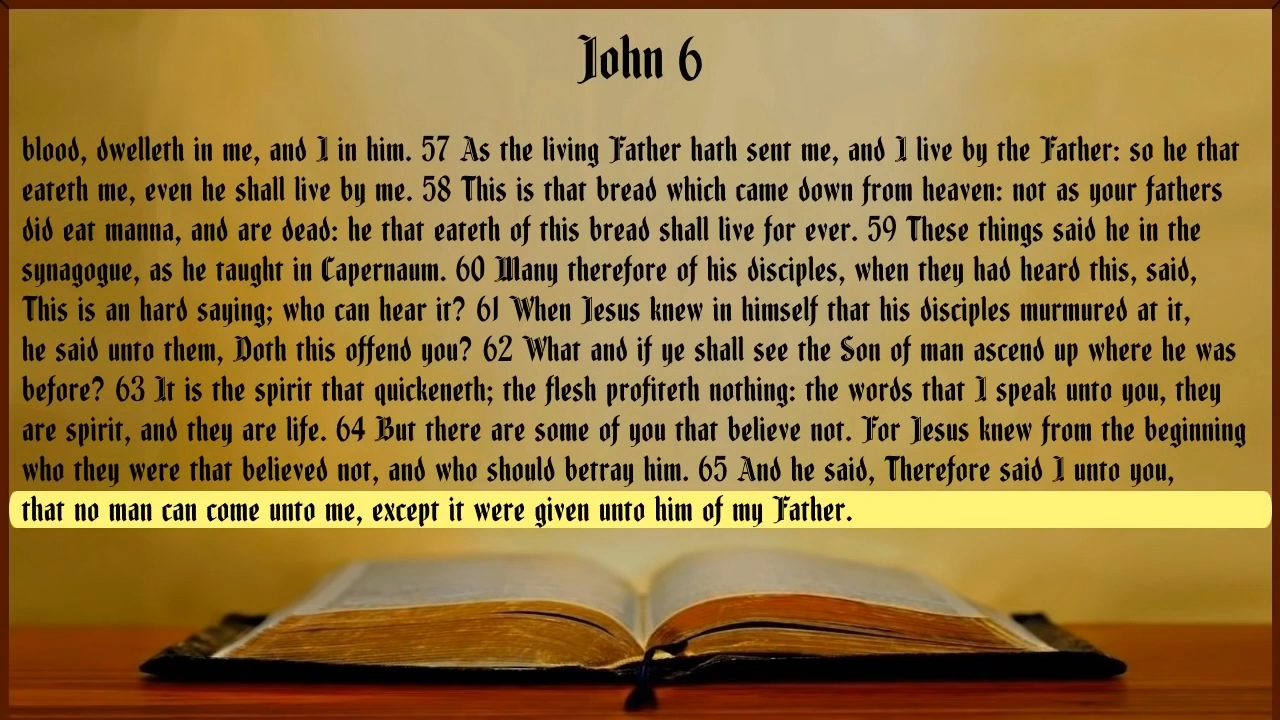 John 6
blood, dwelleth in me, and I in him. 57 As the living Father hath sent me, and I live by the Father: so he that
eateth me, even he shall live by me. 58 This is that bread which came down from heaven: not as your fathers
did eat manna, and are dead: he that eateth of this bread shall live for ever. 59 These things said he in the
synagogue, as he taught in Capernaum. 60 Many therefore of his disciples, when they had heard this, said,
This is an hard saying; who can hear it? 61 When Jesus knew in himself that his disciples murmured at it,
he said unto them, Doth this offend you? 62 What and if ye shall see the Son of man ascend up where he was
before? 63 It is the spirit that quickeneth; the flesh profiteth nothing: the words that I speak unto you, they
are spirit, and they are life. 64 But there are some of you that believe not. For Jesus knew from the beginning
who they were that believed not, and who should betray him. 65 And he said, Therefore said I unto you,
that no man can come unto me, except it were given unto him of my Father.